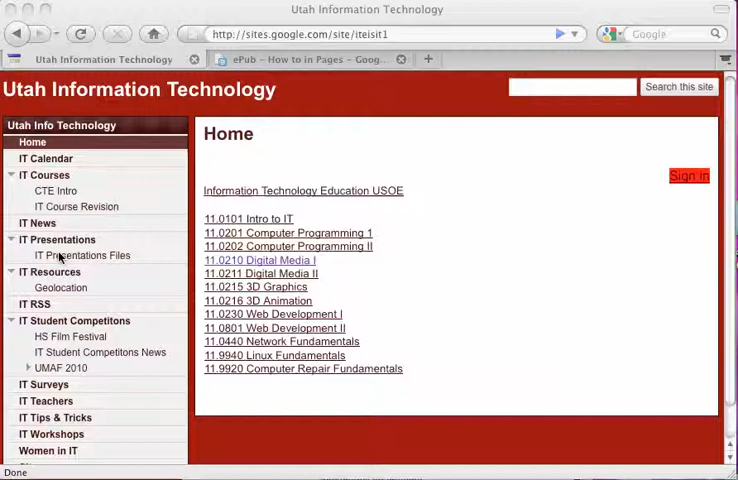 Utah Information Technology
http://sites.google.com/site/iteisit1
Google
Utah Information Technology
ePub – How to in Pages – Goog...
Utah Information Technology
Search this site
Utah Info Technology
Home
IT Calendar
IT Courses
CTE Intro
IT Course Revision
IT News
IT Presentations
IT Presentations Files
IT Resources
Geolocation
IT RSS
IT Student Competitons
HS Film Festival
IT Student Competitons News
UMAF 2010
IT Surveys
IT Teachers
IT Tips & Tricks
IT Workshops
Women in IT
Home
Sign in
Information Technology Education USOE
11.0101 Intro to IT
11.0201 Computer Programming 1
11.0202 Computer Programming II
11.0210 Digital Media I
11.0211 Digital Media II
11.0215 3D Graphics
11.0216 3D Animation
11.0230 Web Development I
11.0801 Web Development II
11.0440 Network Fundamentals
11.9940 Linux Fundamentals
11.9920 Computer Repair Fundamentals
Done